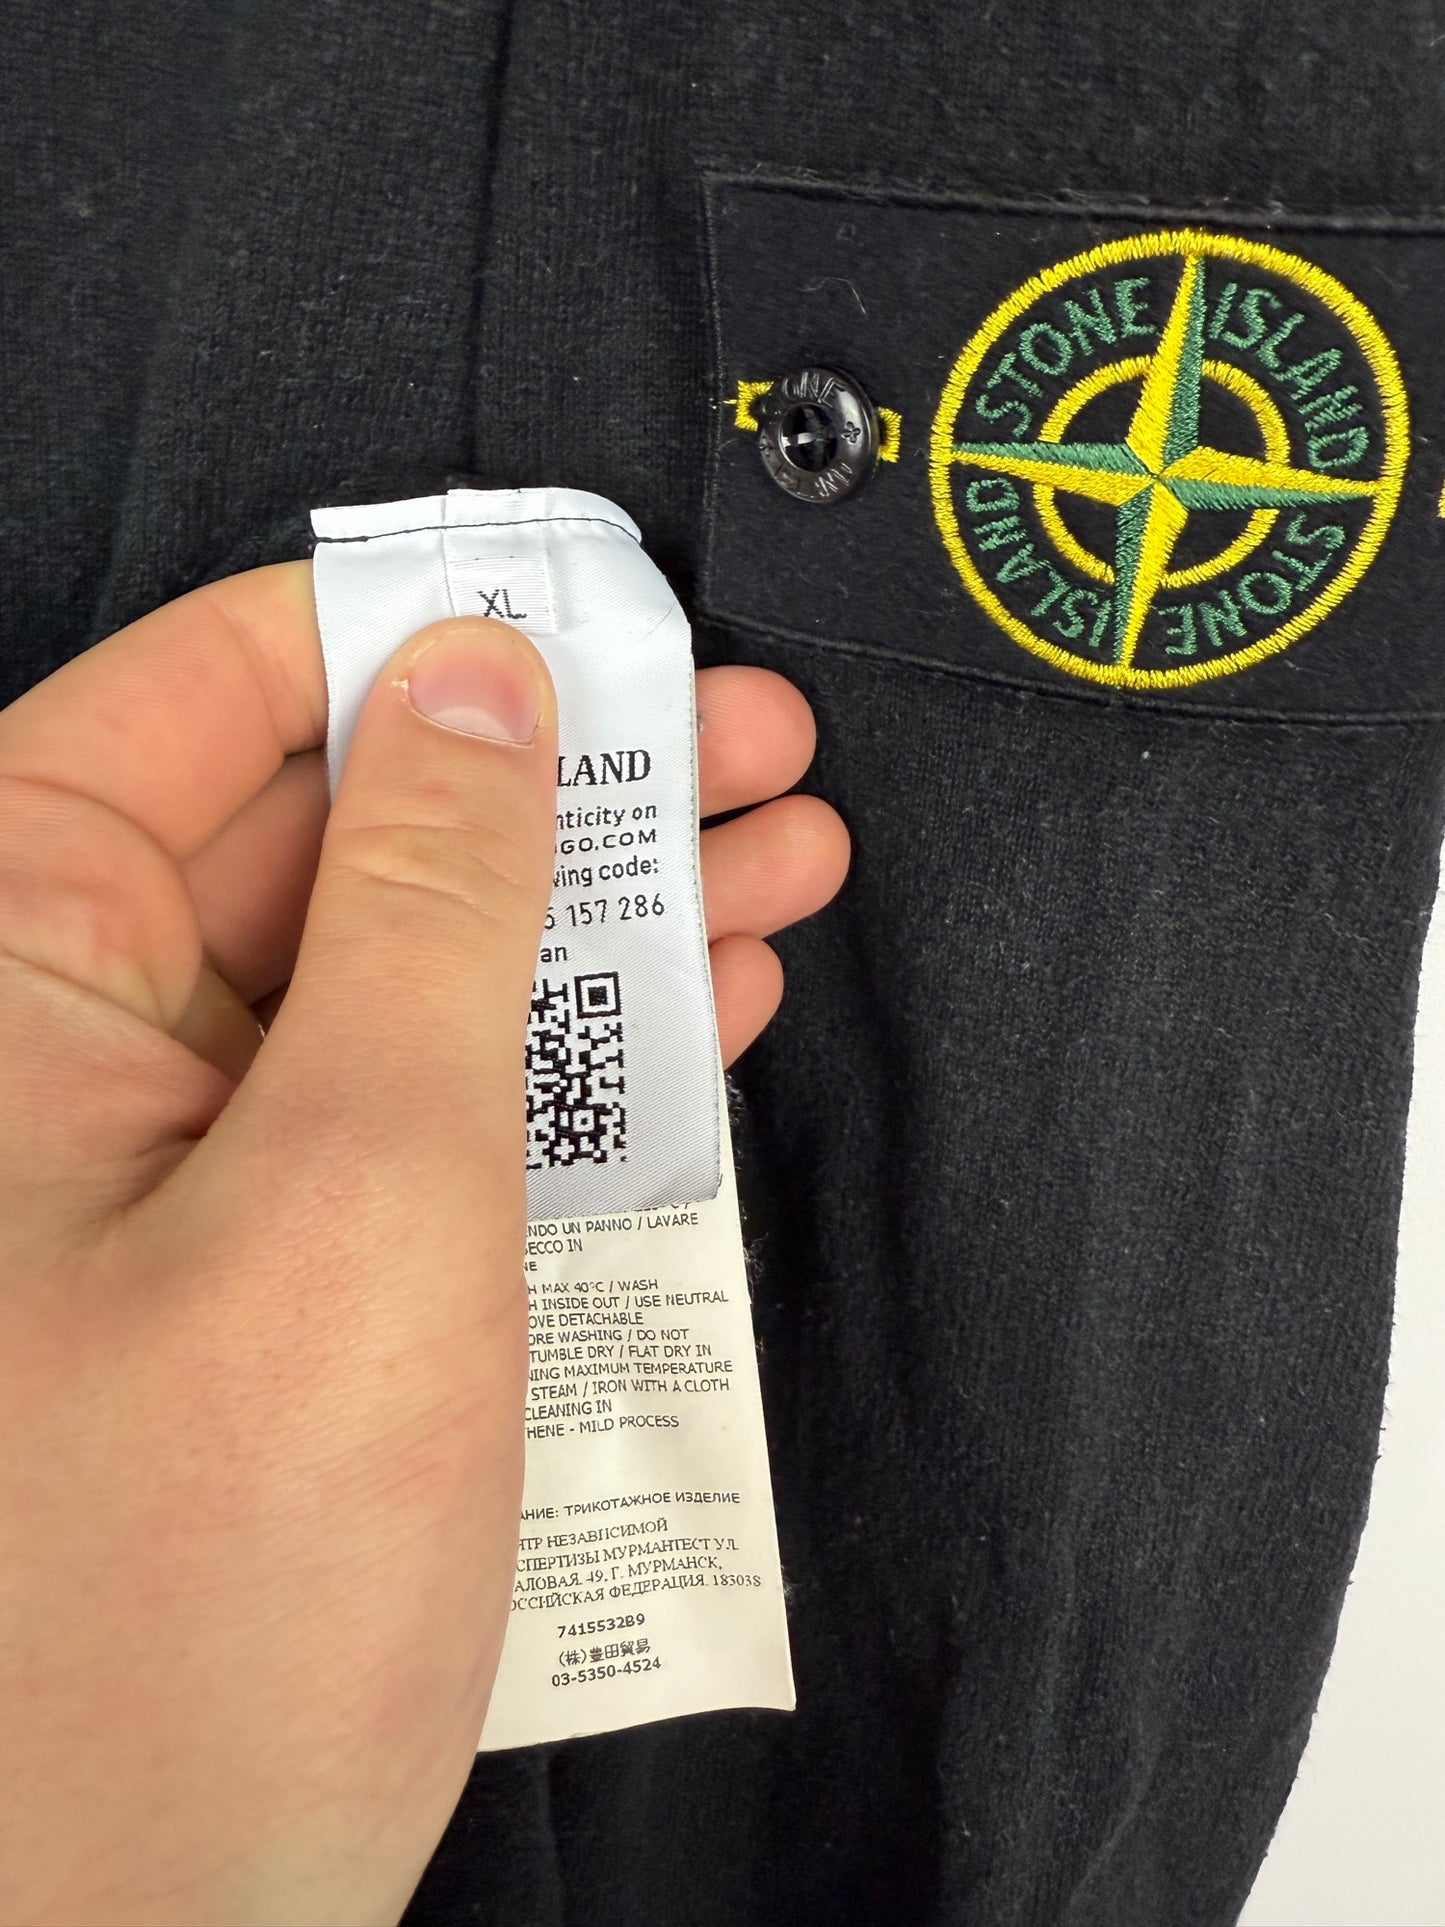 STONE ISLAND
STONE ISLAND
XL
LAND
nticity on
GO.COM
ing code:
157 286
an
NDO UN PANNO / LAVARE
SECCO IN
NE
H MAX 40°C / WASH
H INSIDE OUT / USE NEUTRAL
OVE DETACHABLE
ORE WASHING / DO NOT
TUMBLE DRY / FLAT DRY IN
NING MAXIMUM TEMPERATURE
STEAM / IRON WITH A CLOTH
CLEANING IN
THENE - MILD PROCESS
АНИЕ: ТРИКОТАЖНОЕ ИЗДЕЛИЕ
НТР НЕЗАВИСИМОЙ
СПЕРТИЗЫ МУРМАНТЕСТ УЛ.
АЛОВАЯ. 49. Г. МУРМАНСК,
ОССИЙСКАЯ ФЕДЕРАЦИЯ. 183038
7415532B9
(株)豊田貿易
03-5350-4524